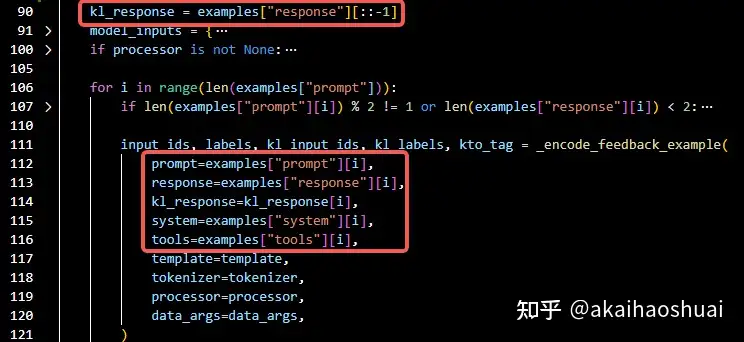 90 kl_response = examples["response"][::-1]
91 > model_inputs = {…
100 > if processor is not None:…
105
106 for i in range(len(examples["prompt"])):
107 > if len(examples["prompt"][i]) % 2 != 1 or len(examples["response"][i]) < 2:…
110
111 input_ids, labels, kl_input_ids, kl_labels, kto_tag = _encode_feedback_example(
112 prompt=examples["prompt"][i],
113 response=examples["response"][i],
114 kl_response=kl_response[i],
115 system=examples["system"][i],
116 tools=examples["tools"][i],
117 template=template,
118 tokenizer=tokenizer,
119 processor=processor,
120 data_args=data_args,
121 )
知乎 @akaihaoshuai